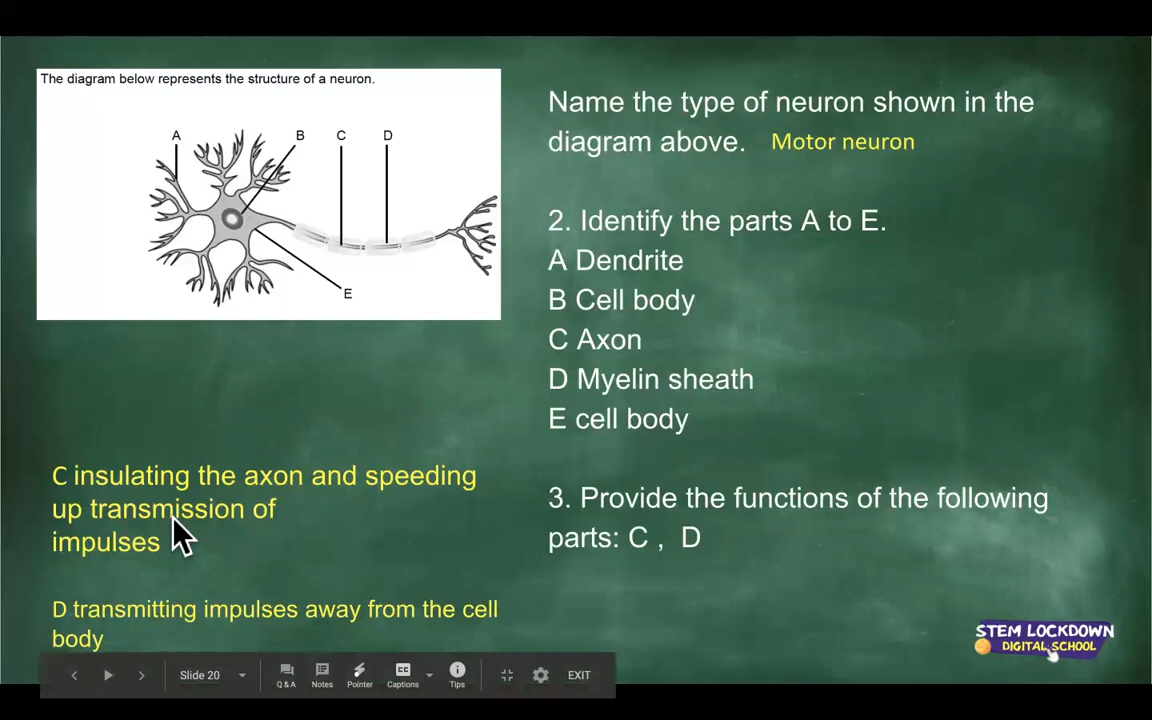 The diagram below represents the structure of a neuron.
A
B
C
D
E
Name the type of neuron shown in the
diagram above. Motor neuron
2. Identify the parts A to E.
A Dendrite
B Cell body
C Axon
D Myelin sheath
E cell body
3. Provide the functions of the following
parts: C , D
C insulating the axon and speeding
up transmission of
impulses
D transmitting impulses away from the cell
body
STEM LOCKDOWN
DIGITAL SCHOOL
Slide 20
Q & A
Notes
Pointer
CC
Captions
Tips
EXIT